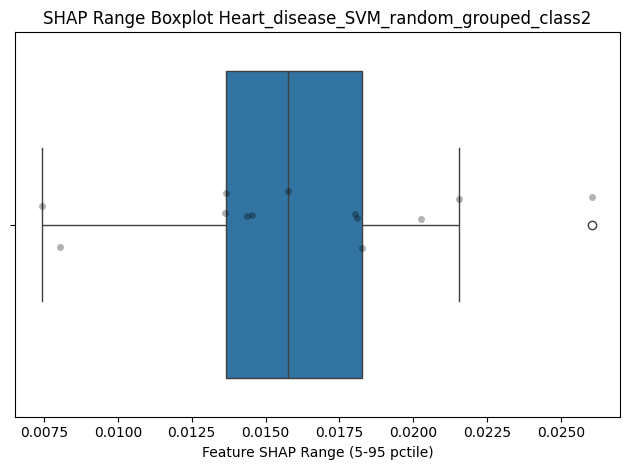 SHAP Range Boxplot Heart_disease_SVM_random_grouped_class2
0.0075 0.0100 0.0125 0.0150 0.0175 0.0200 0.0225 0.0250
Feature SHAP Range (5-95 pctile)